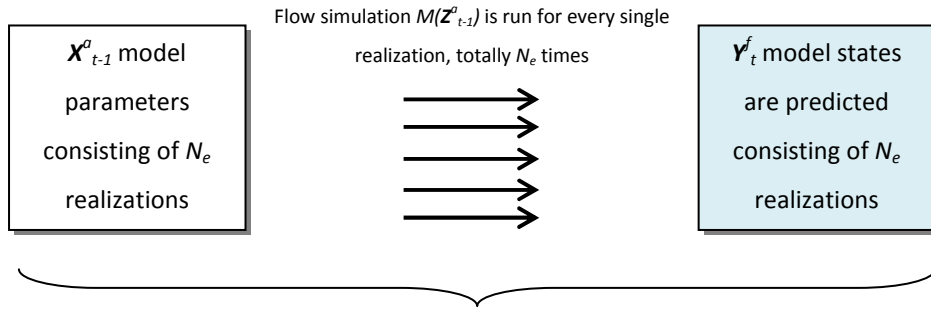 Flow simulation M(Z^a_{t-1}) is run for every single
realization, totally N_e times
X^a_{t-1} model
parameters
consisting of N_e
realizations
Y^f_t model states
are predicted
consisting of N_e
realizations